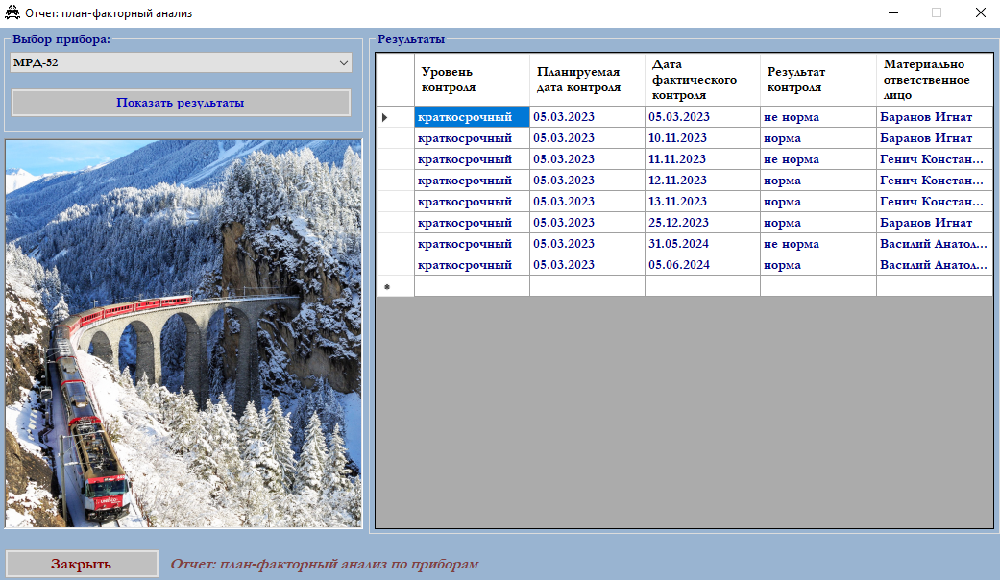 Отчет: план-факторный анализ
Выбор прибора:
МРД-52
Показать результаты
Результаты
Уровень контроля
Планируемая дата контроля
Дата фактического контроля
Результат контроля
Материально ответственное лицо
краткосрочный 05.03.2023 05.03.2023 не норма Баранов Игнат
краткосрочный 05.03.2023 10.11.2023 норма Баранов Игнат
краткосрочный 05.03.2023 11.11.2023 не норма Генич Констан...
краткосрочный 05.03.2023 12.11.2023 норма Генич Констан...
краткосрочный 05.03.2023 13.11.2023 норма Генич Констан...
краткосрочный 05.03.2023 25.12.2023 норма Баранов Игнат
краткосрочный 05.03.2023 31.05.2024 не норма Василий Анатол...
краткосрочный 05.03.2023 05.06.2024 норма Василий Анатол...
Закрыть
Отчет: план-факторный анализ по приборам